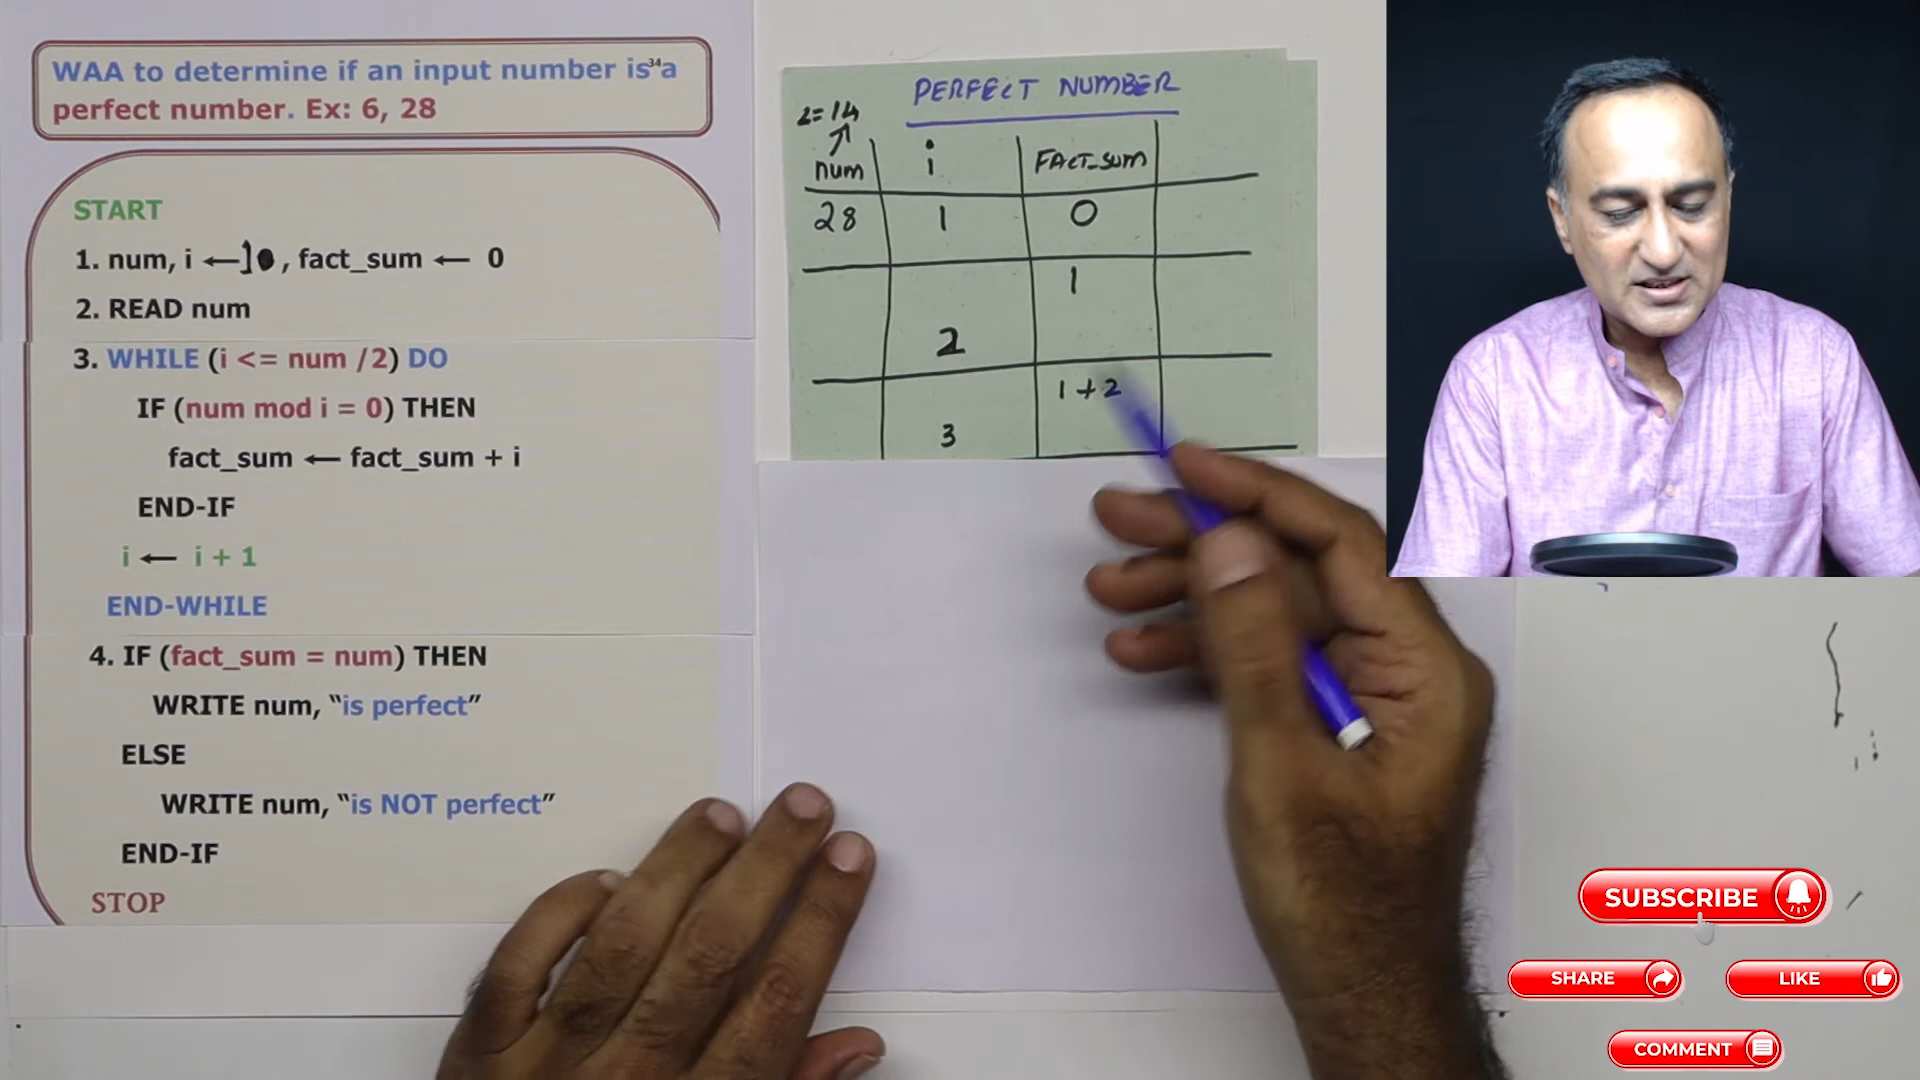 WAA to determine if an input number is³⁴a
perfect number. Ex: 6, 28
START
1. num, i ← 1 , fact_sum ← 0
2. READ num
3. WHILE (i <= num /2) DO
IF (num mod i = 0) THEN
fact_sum ← fact_sum + i
END-IF
i ← i + 1
END-WHILE
4. IF (fact_sum = num) THEN
WRITE num, “is perfect”
ELSE
WRITE num, “is NOT perfect”
END-IF
STOP
PERFECT NUMBER
2=14
num i FACT_SUM
28 1 0
1
2
1+2
3
SUBSCRIBE
SHARE LIKE
COMMENT